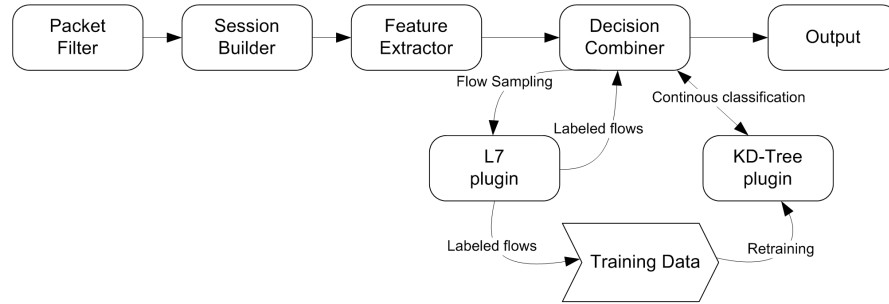 Packet
Filter
Session
Builder
Feature
Extractor
Decision
Combiner
Output
Flow Sampling
Continous classification
Labeled flows
L7
plugin
KD-Tree
plugin
Labeled flows
Training Data
Retraining